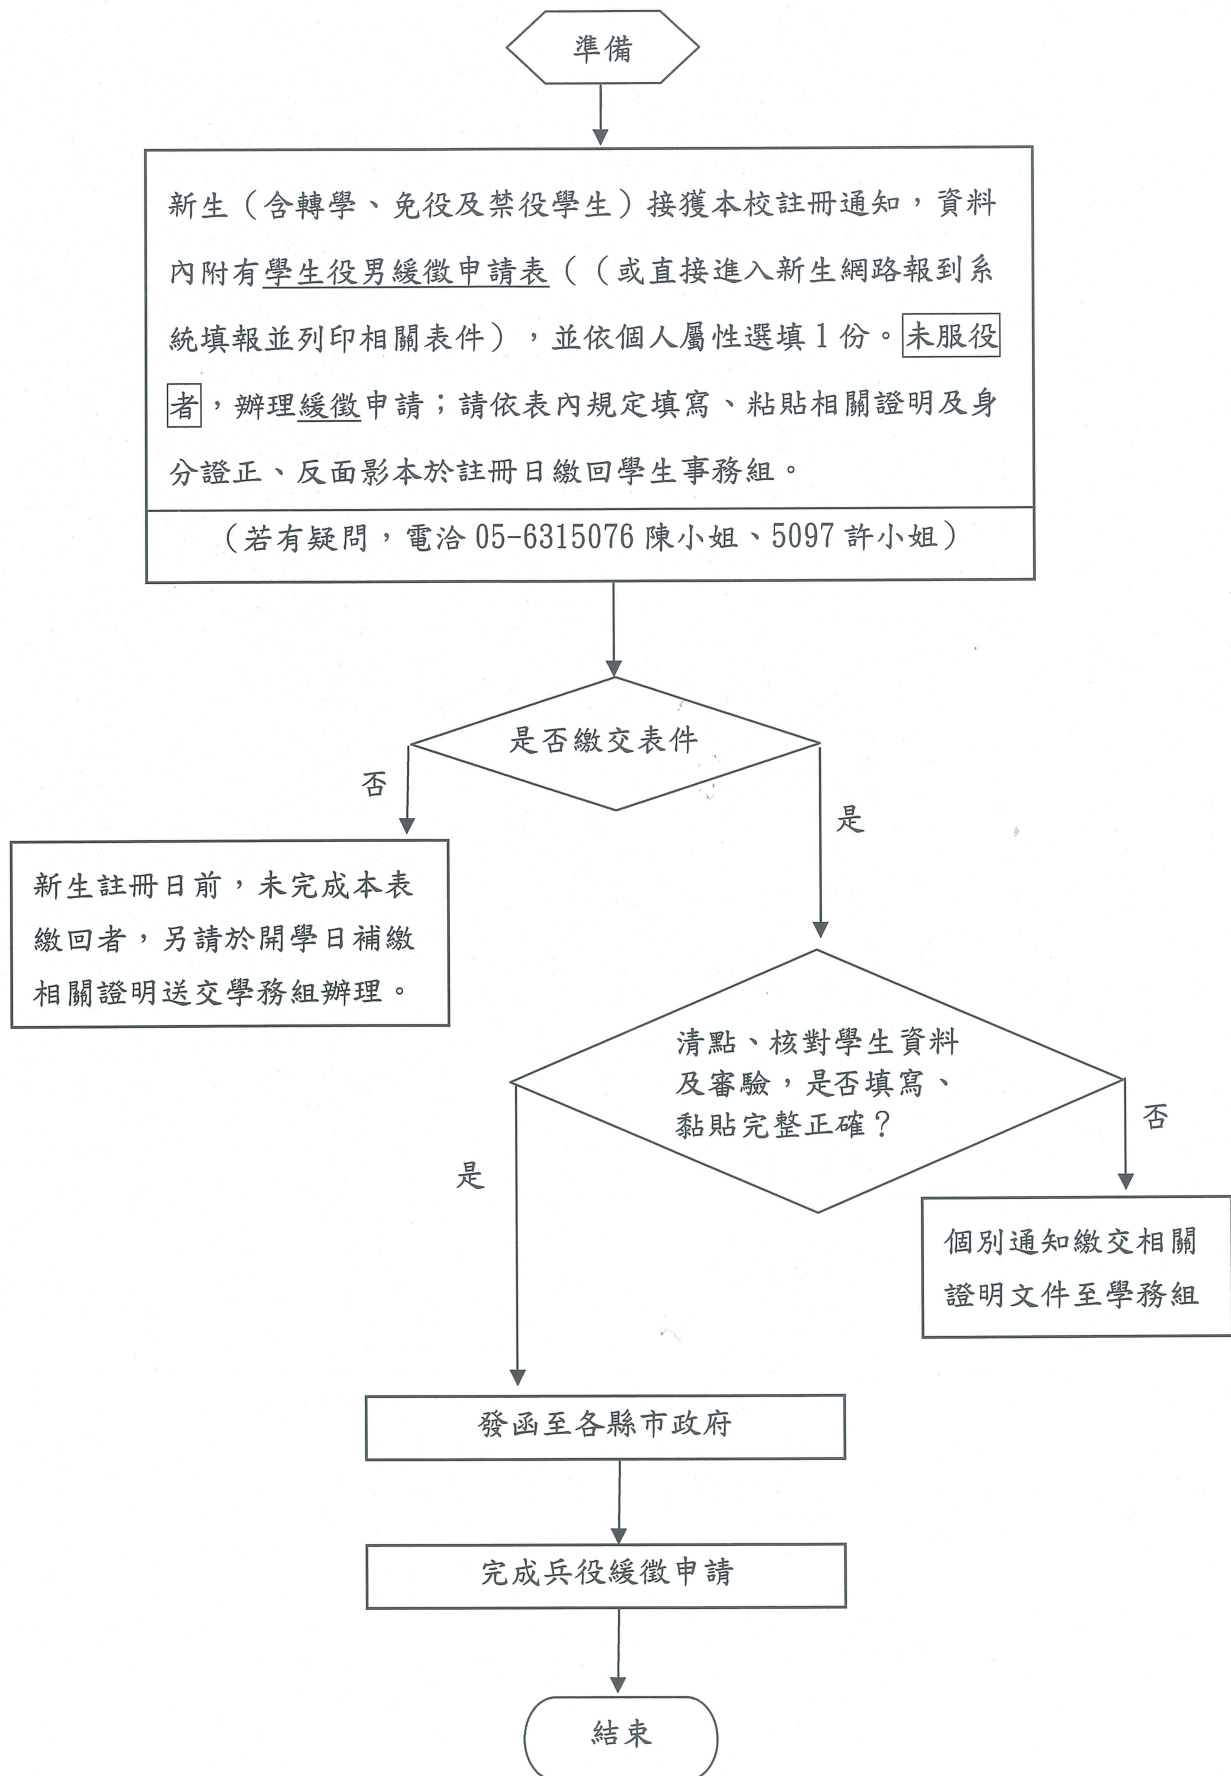 準備
新生（含轉學、免役及禁役學生）接獲本校註冊通知，資料
內附有學生役男緩徵申請表（（或直接進入新生網路報到系
統填報並列印相關表件），並依個人屬性選填1份。未服役
者，辦理緩徵申請；請依表內規定填寫、粘貼相關證明及身
分證正、反面影本於註冊日繳回學生事務組。
（若有疑問，電洽 05-6315076 陳小姐、5097 許小姐）
是否繳交表件
否
是
新生註冊日前，未完成本表
繳回者，另請於開學日補繳
相關證明送交學務組辦理。
清點、核對學生資料
及審驗，是否填寫、
黏貼完整正確？
是
否
個別通知繳交相關
證明文件至學務組
發函至各縣市政府
完成兵役緩徵申請
結束